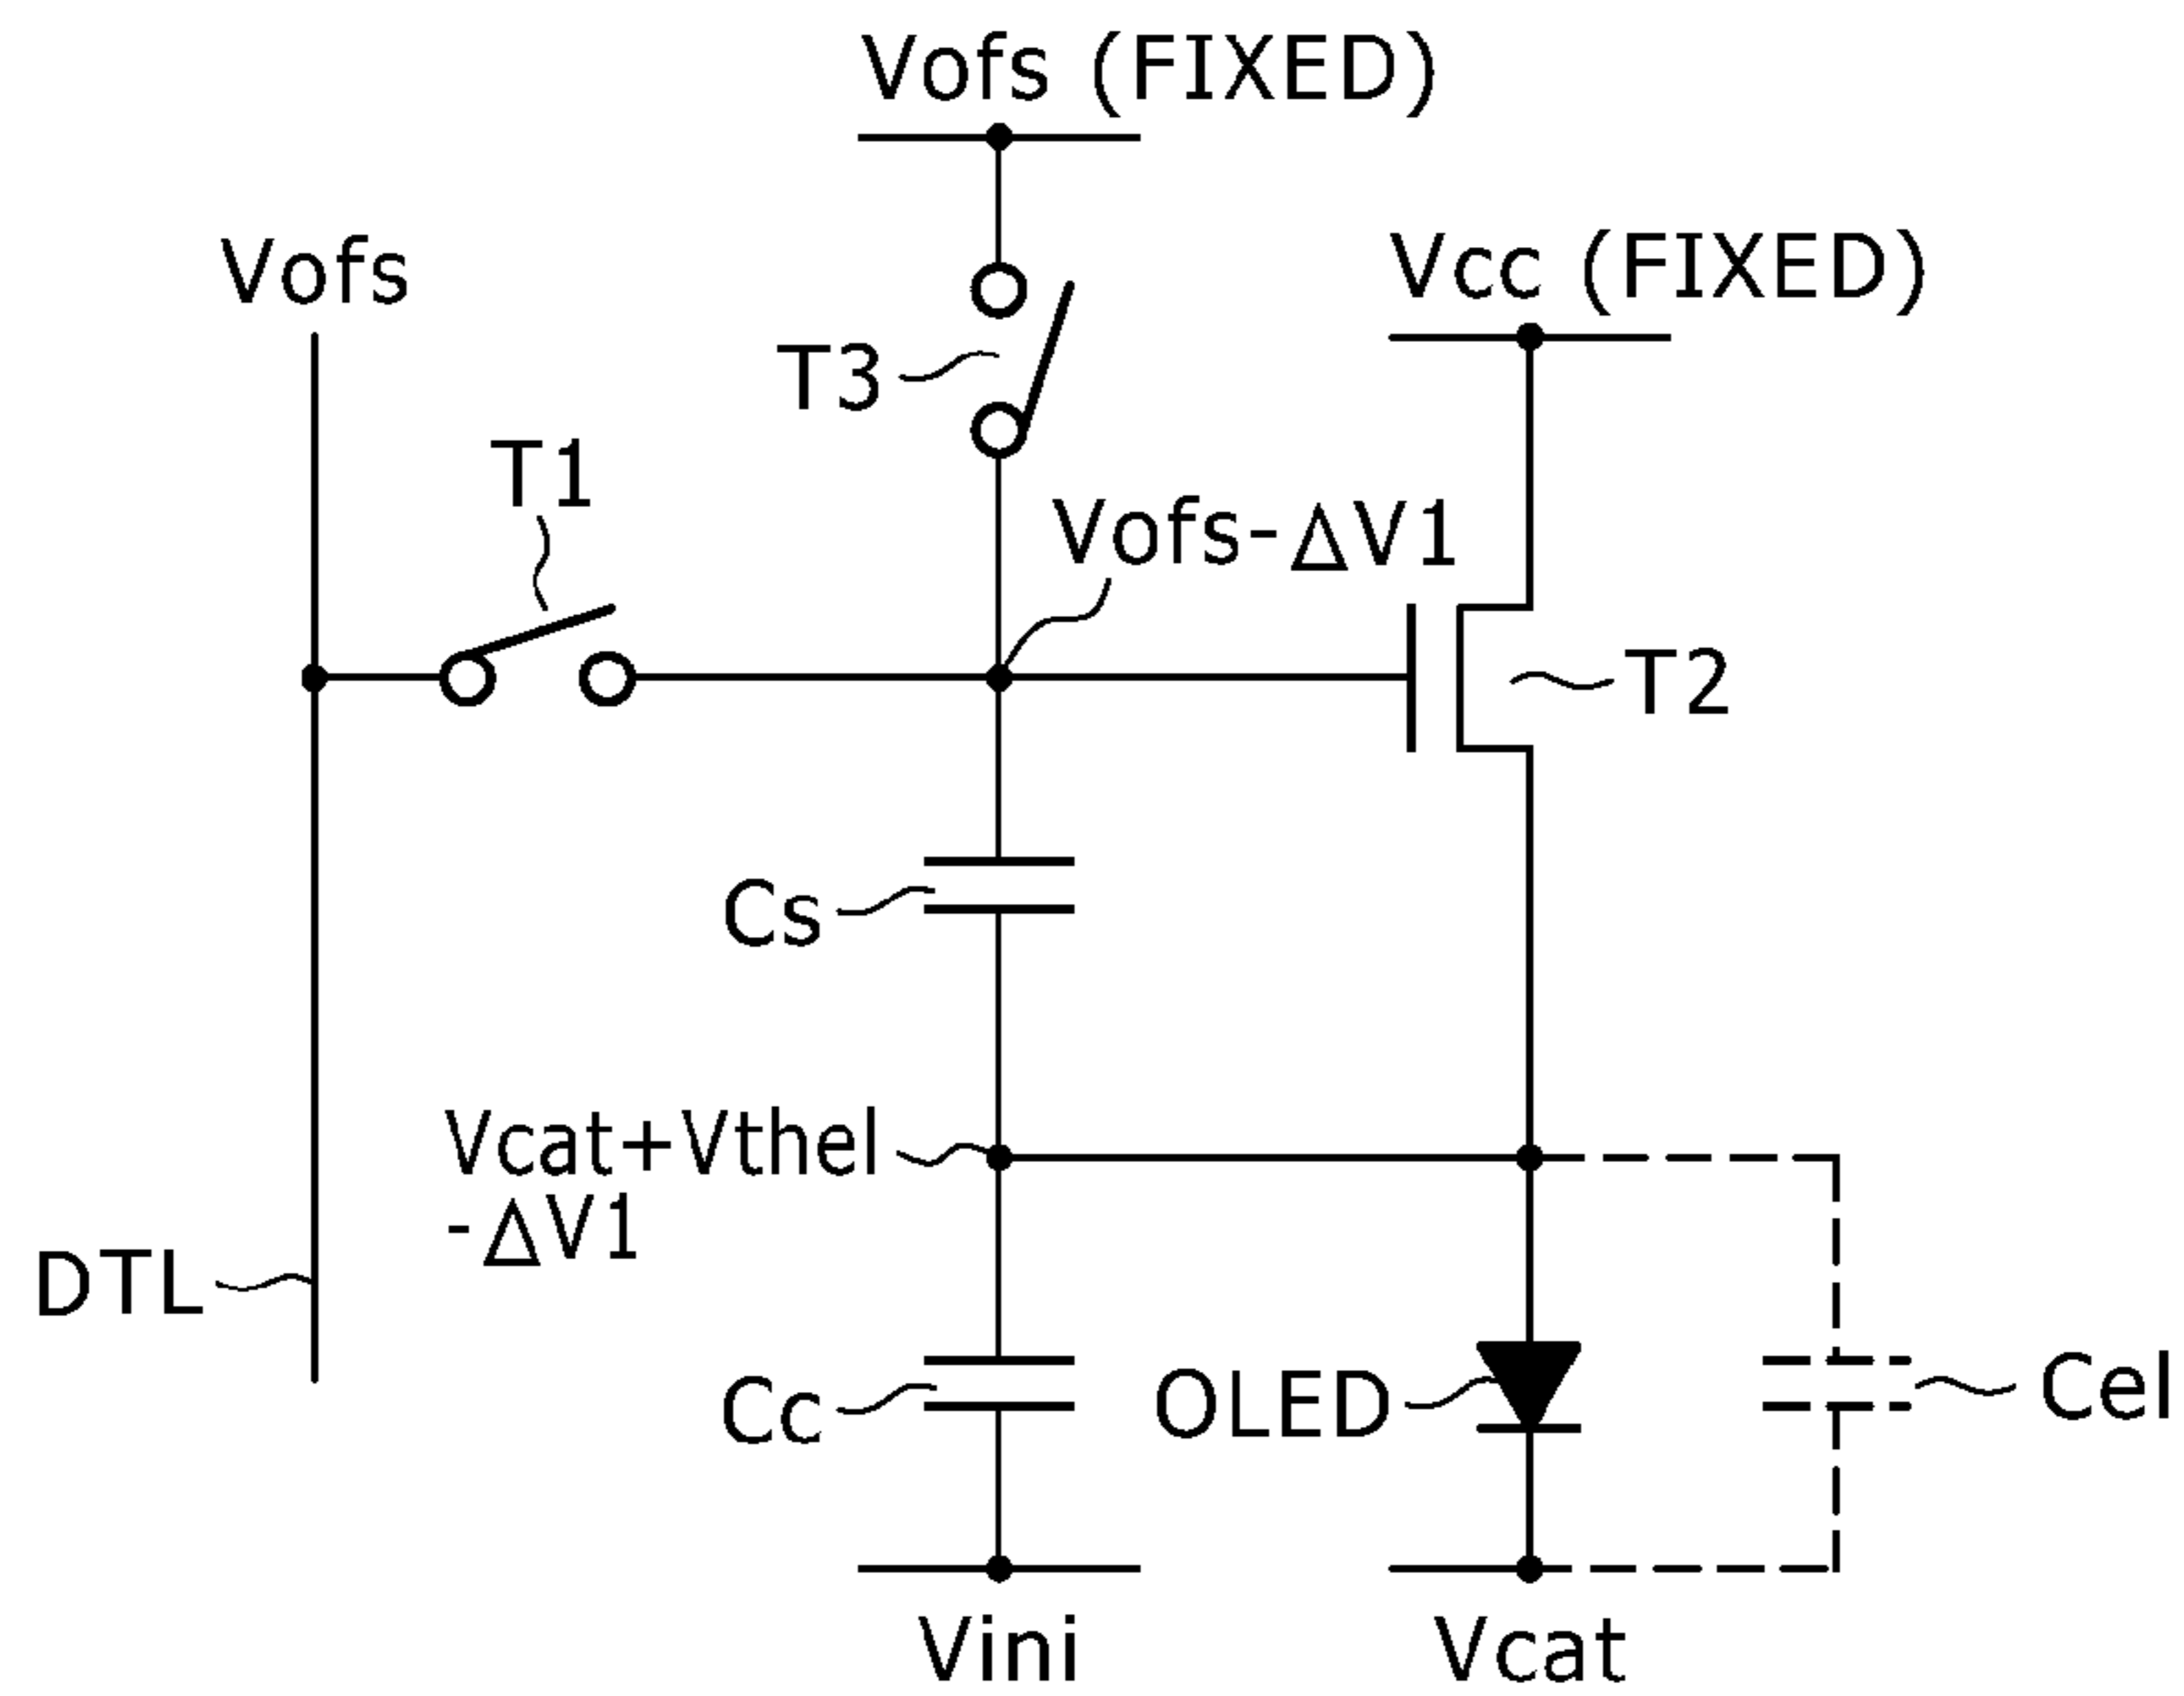 Vofs (FIXED)
Vofs
Vcc (FIXED)
T3
T1
Vofs-ΔV1
T2
Cs
Vcat+Vthel
-ΔV1
DTL
Cc
OLED
Cel
Vini
Vcat